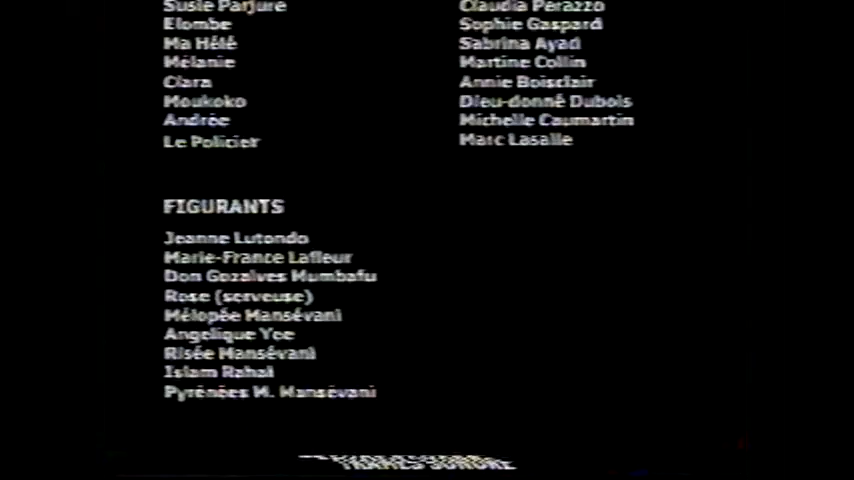 Susie Parjure Claudia Perazzo
Elombe Sophie Gaspard
Ma Hélé Sabrina Ayad
Mélanie Martine Collin
Clara Annie Boisclair
Moukoko Dieu-donné Dubois
Andrée Michelle Caumartin
Le Policier Marc Lasalle
FIGURANTS
Jeanne Lutondo
Marie-France Lafleur
Don Gozalves Mumbafu
Rose (serveuse)
Mélopée Mansévani
Angelique Yee
Risée Mansévani
Islam Rahal
Pyrénées M. Mansévani